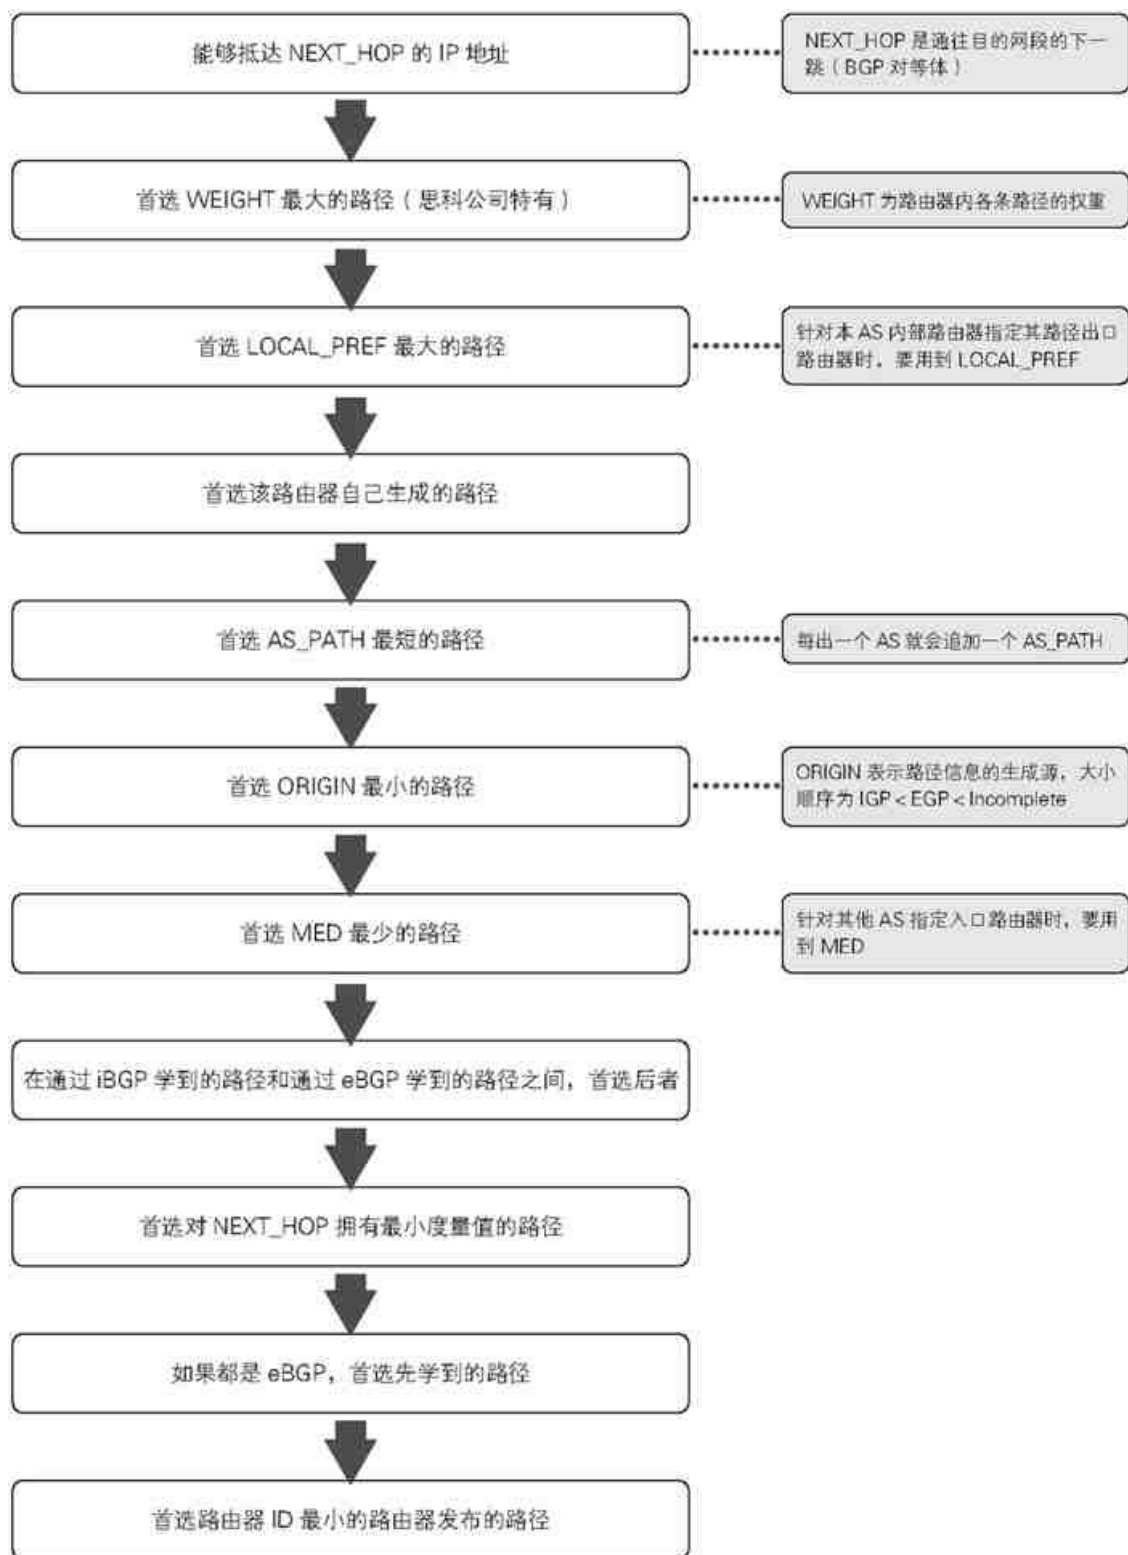 能够抵达 NEXT_HOP 的 IP 地址
NEXT_HOP 是通往目的网段的下一
跳（BGP 对等体）
首选 WEIGHT 最大的路径（思科公司特有）
WEIGHT 为路由器内各条路径的权重
首选 LOCAL_PREF 最大的路径
针对本 AS 内部路由器指定其路径出口
路由器时，要用到 LOCAL_PREF
首选该路由器自己生成的路径
首选 AS_PATH 最短的路径
每出一个 AS 就会追加一个 AS_PATH
首选 ORIGIN 最小的路径
ORIGIN 表示路径信息的生成源，大小
顺序为 IGP < EGP < Incomplete
首选 MED 最少的路径
针对其他 AS 指定入口路由器时，要用
到 MED
在通过 iBGP 学到的路径和通过 eBGP 学到的路径之间，首选后者
首选对 NEXT_HOP 拥有最小度量值的路径
如果都是 eBGP，首选先学到的路径
首选路由器 ID 最小的路由器发布的路径